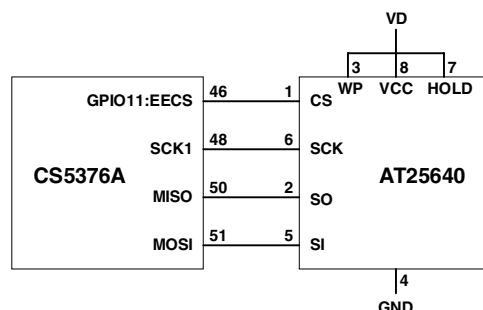 VD
3 8 7
WP VCC HOLD
GPIO11:EECS 46 1 CS
SCK1 48 6 SCK
CS5376A AT25640
MISO 50 2 SO
MOSI 51 5 SI
4
GND